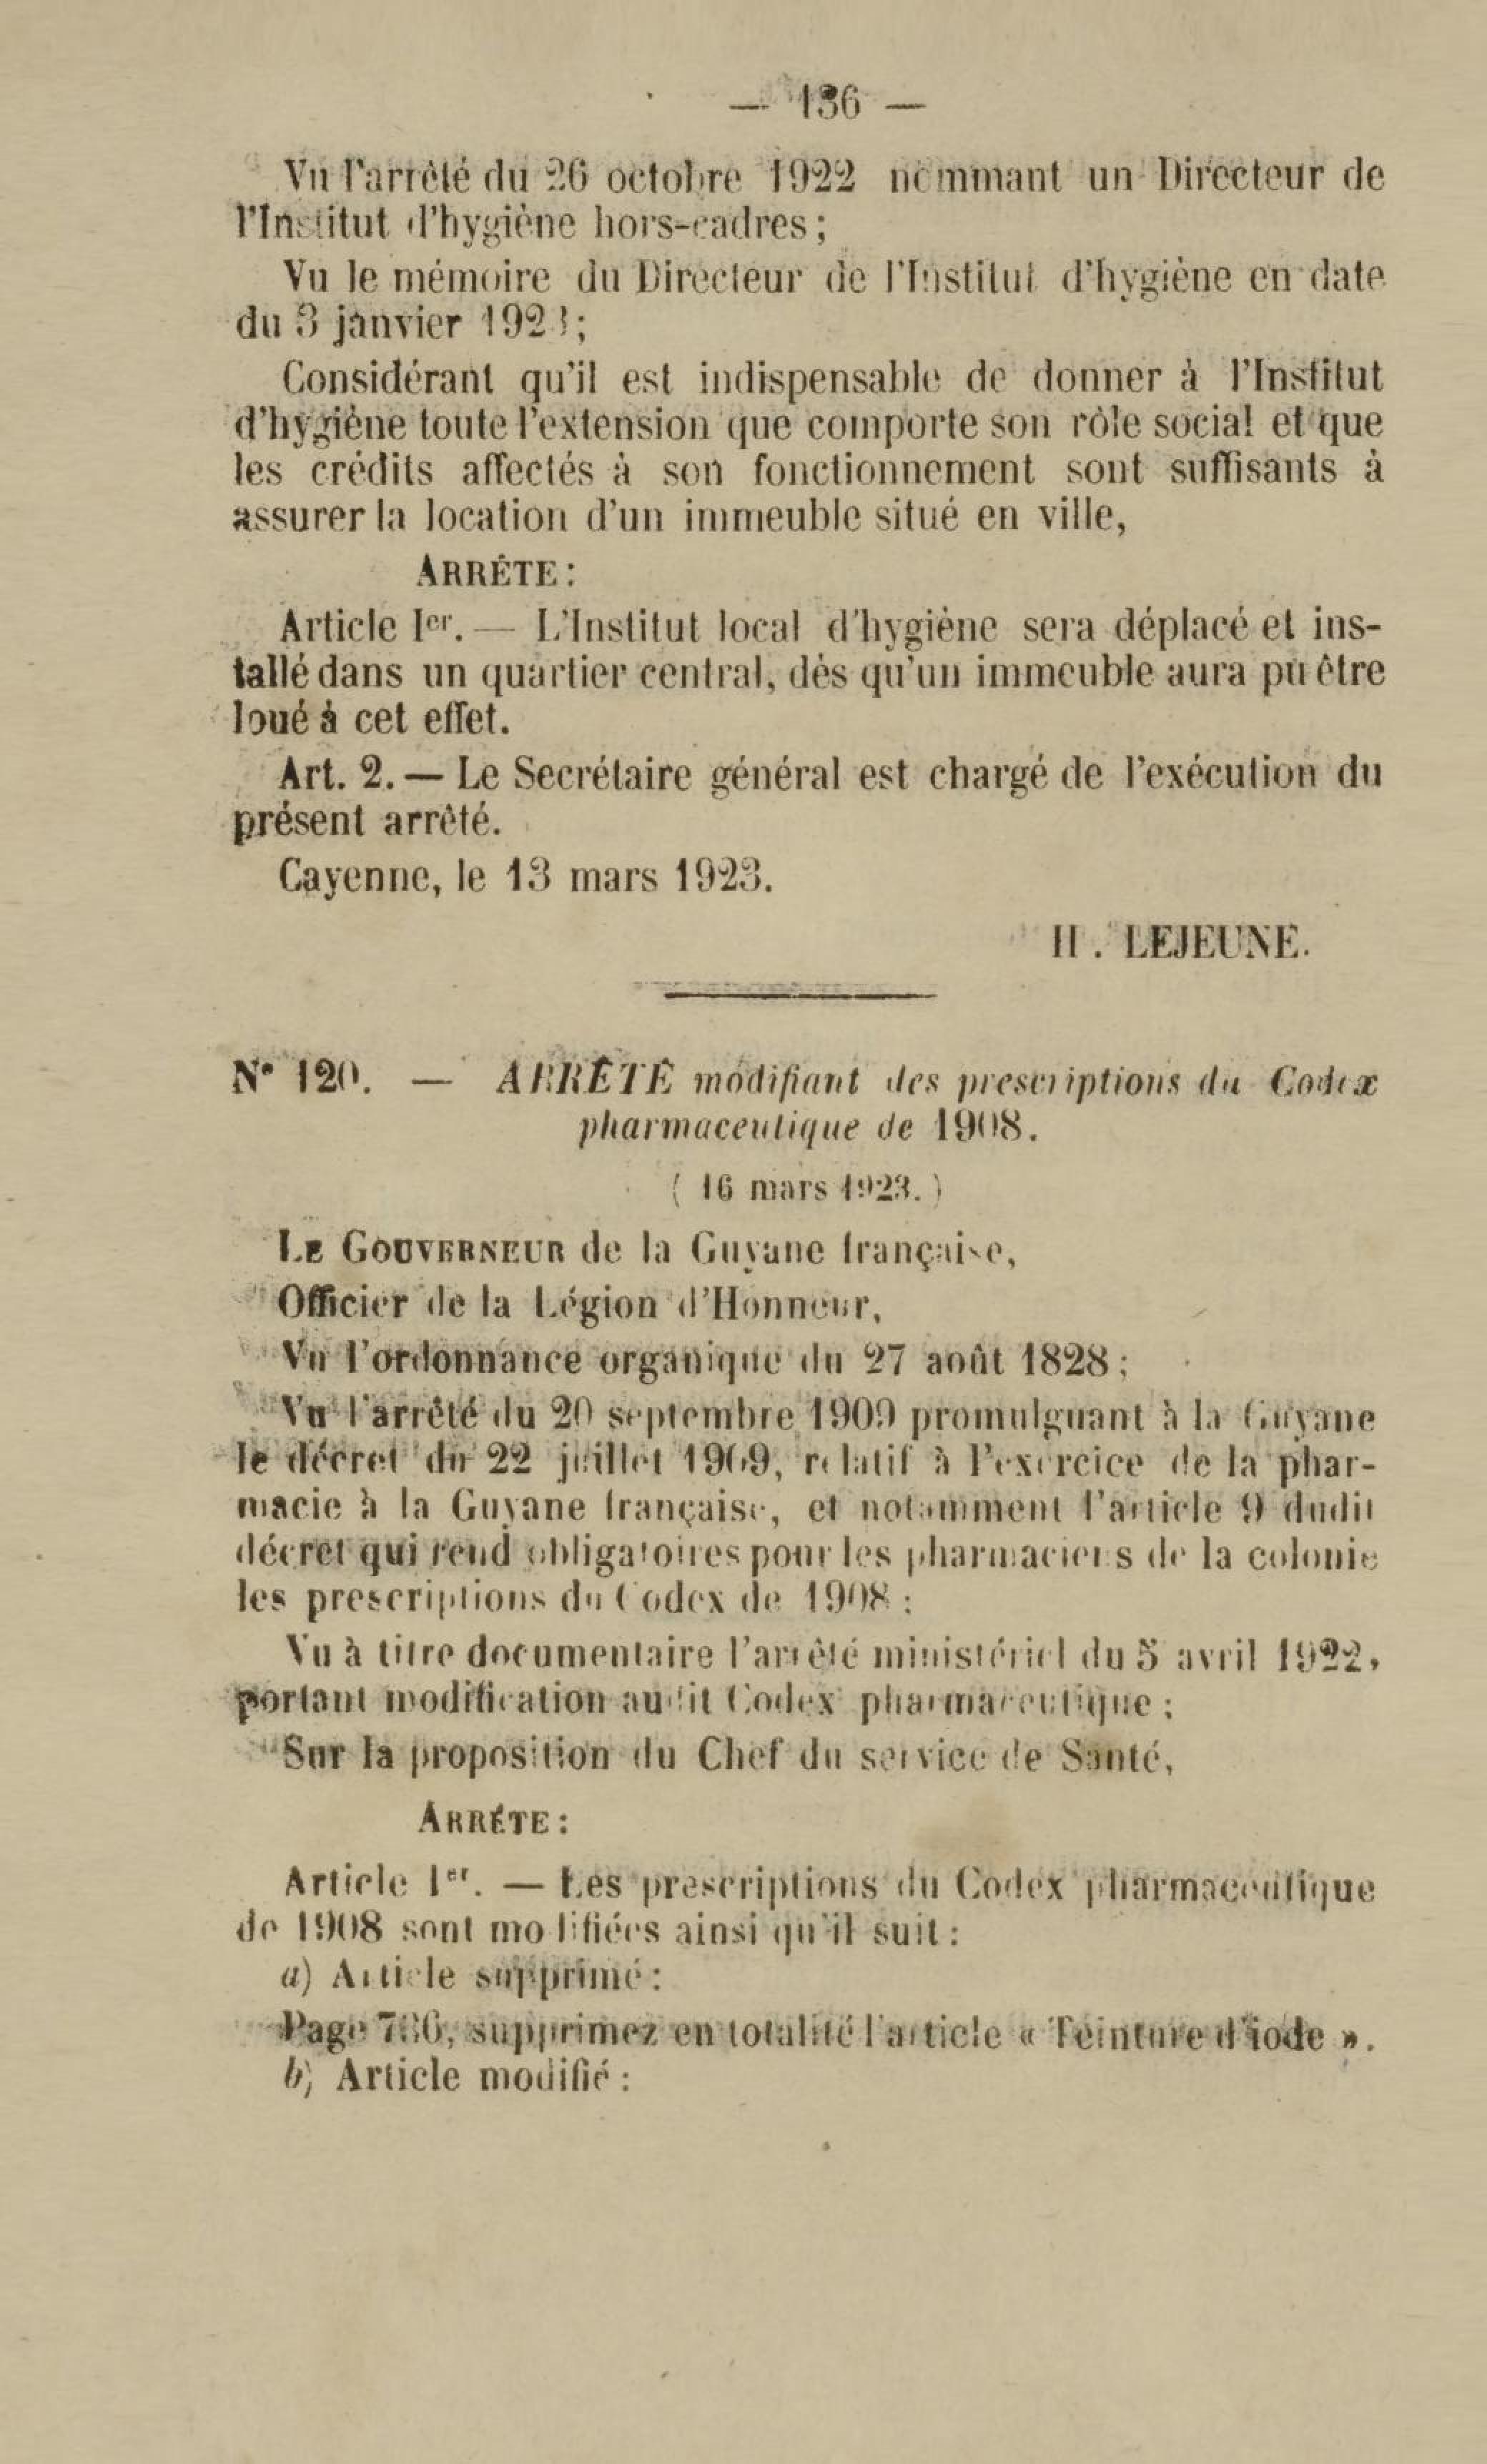 — 136 —
Vu l'arrêté du 26 octobre 1922 nommant un Directeur de
l'Institut d'hygiène hors-cadres ;
Vu le mémoire du Directeur de l'Institut d'hygiène en date
du 3 janvier
Considérant qu'il est indispensable de donner à l'Institut
d'hygiène toute l'extension que comporte son rôle social et que
les crédits affectés à son fonctionnement sont suffisants à
assurer la location d'un immeuble situé en ville,
ARRÊTE :
Article Ier. — L'Institut local d'hygiène sera déplacé et ins-
tallé dans un quartier central, dès qu'un immeuble aura pu être
loué à cet effet.
Art. 2. — Le Secrétaire général est chargé de l'exécution du
présent arrêté.
Cayenne, le 13 mars 1923.
H. LEJEUNE.
N° 120. — ARRÊTÉ modifiant des prescriptions du Codex
pharmaceutique de 1908.
( 16 mars 1923. )
LE GOUVERNEUR de la Guyane française,
Officier de la Légion d'Honneur,
Vu l'ordonnance organique du 27 août 1828 ;
Vu l'arrêté du 20 septembre 1909 promulguant à la Guyane
le décret du 22 juillet 1909, relatif à l'exercice de la phar-
macie à la Guyane française, et notamment l'article 9 dudit
décret qui rend obligatoires pour les pharmaciens de la colonie
les prescriptions du Codex de 1908 ;
Vu à titre documentaire l'arrêté ministériel du 5 avril 1922,
portant modification audit Codex pharmaceutique ;
Sur la proposition du Chef du service de Santé,
ARRÊTE :
Article 1er. — Les prescriptions du Codex pharmaceutique
de 1908 sont modifiées ainsi qu'il suit :
a) Article supprimé :
Page supprimez en totalité l'article « Teinture d'iode ».
b) Article modifié :